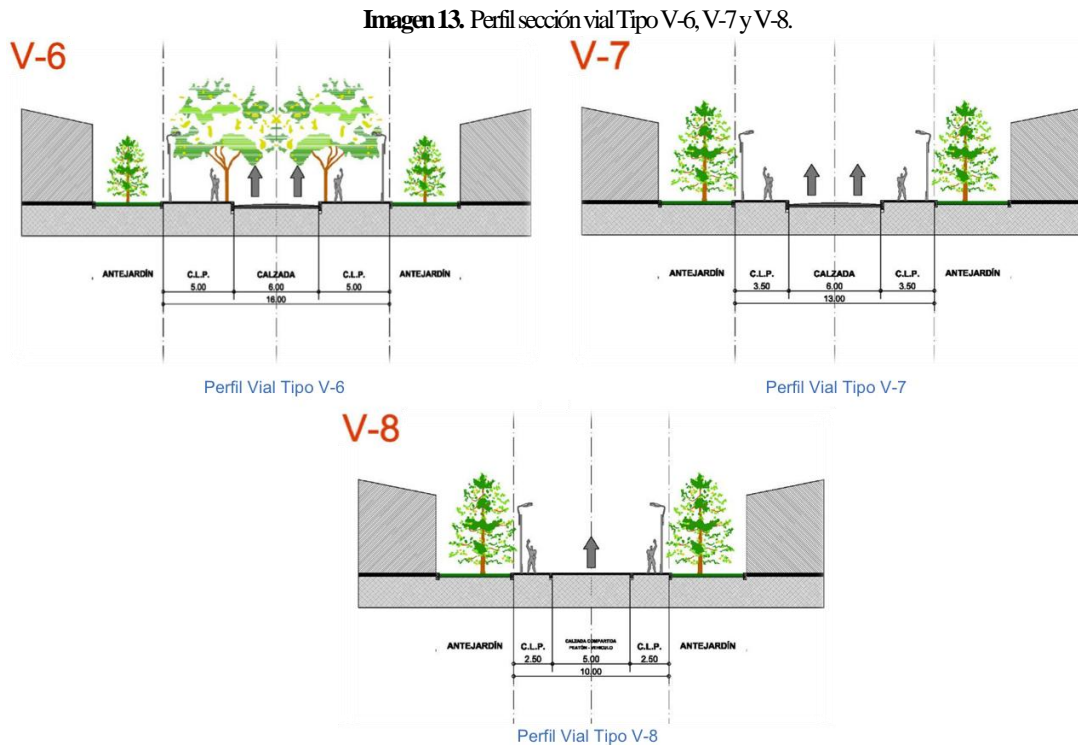 Imagen 13. Perfil sección vial Tipo V-6, V-7 y V-8.
V-6
ANTEJARDÍN C.L.P. CALZADA C.L.P. ANTEJARDÍN
5.00 6.00 5.00
16.00
Perfil Vial Tipo V-6
V-7
ANTEJARDÍN C.L.P. CALZADA C.L.P. ANTEJARDÍN
3.50 6.00 3.50
13.00
Perfil Vial Tipo V-7
V-8
ANTEJARDÍN C.L.P. CALZADA COMPARTIDA C.L.P. ANTEJARDÍN
PEATÓN - VEHICULO
2.50 5.00 2.50
10.00
Perfil Vial Tipo V-8